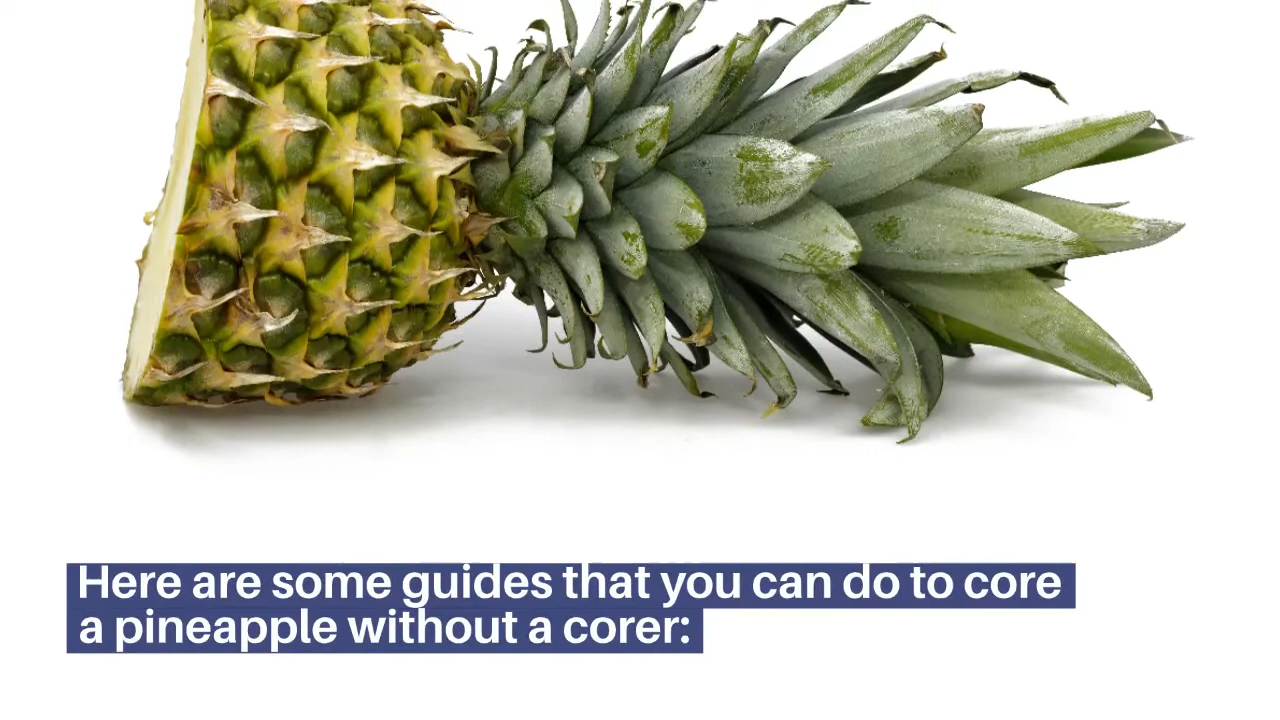 Here are some guides that you can do to core
a pineapple without a corer: